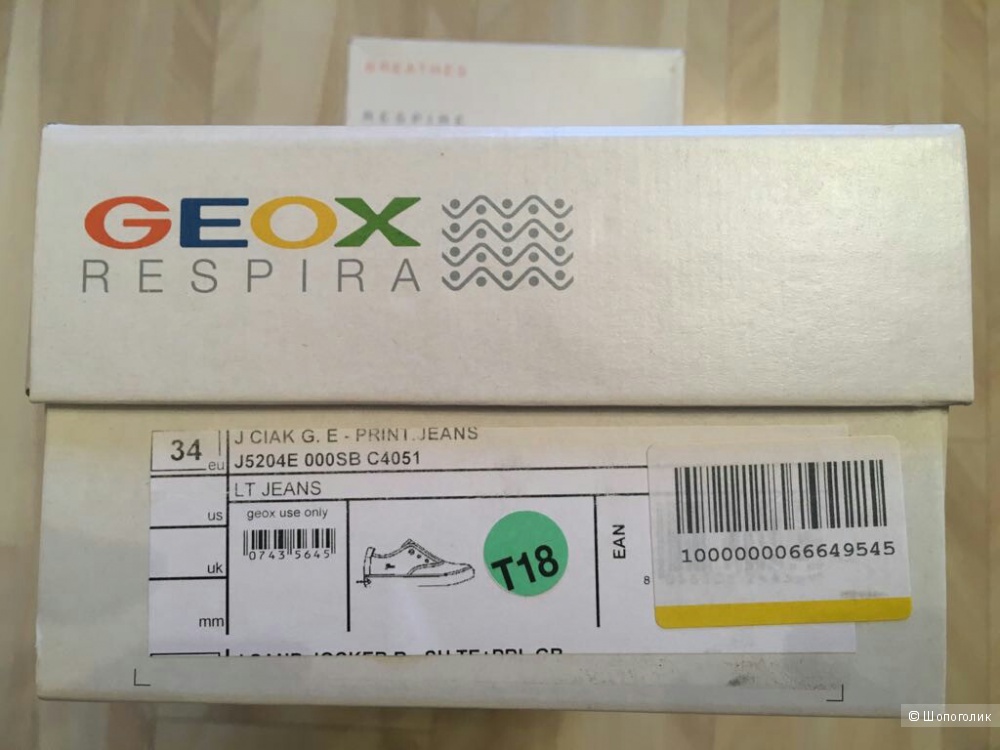 BREATHES
RESPIRE
GEOX
RESPIRA
34 eu
J CIAK G. E - PRINT.JEANS
J5204E 000SB C4051
LT JEANS
us
geox use only
0743 5645
uk
mm
T18
EAN
8
1000000066649545
© Шопоголик